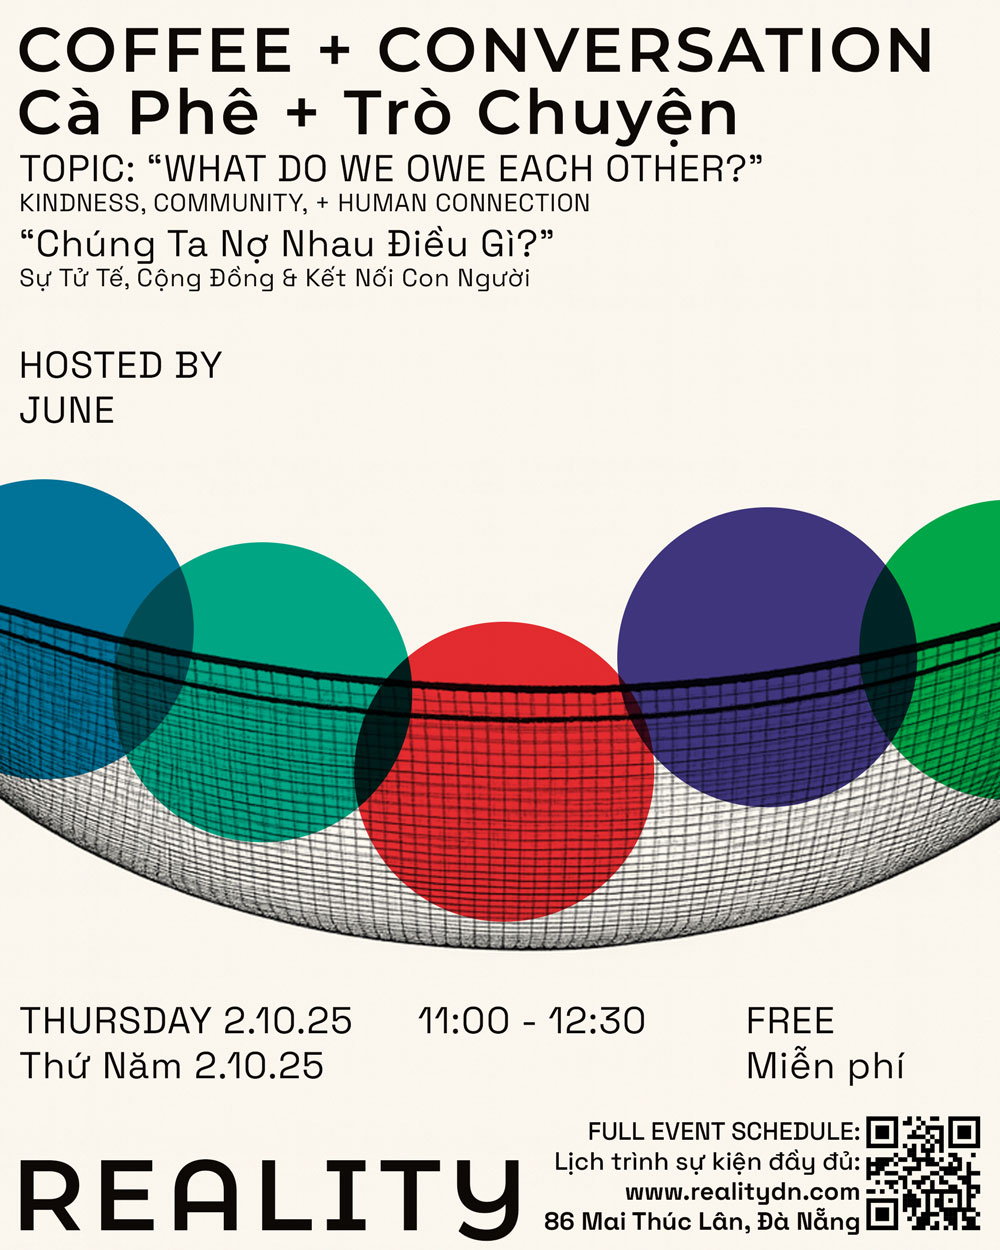 COFFEE + CONVERSATION
Cà Phê + Trò Chuyện
TOPIC: “WHAT DO WE OWE EACH OTHER?”
KINDNESS, COMMUNITY, + HUMAN CONNECTION
“Chúng Ta Nợ Nhau Điều Gì?”
Sự Tử Tế, Cộng Đồng & Kết Nối Con Người
HOSTED BY
JUNE
THURSDAY 2.10.25 11:00 - 12:30 FREE
Thứ Năm 2.10.25 Miễn phí
FULL EVENT SCHEDULE:
Lịch trình sự kiện đầy đủ:
www.realitydn.com
86 Mai Thúc Lân, Đà Nẵng
REALITY